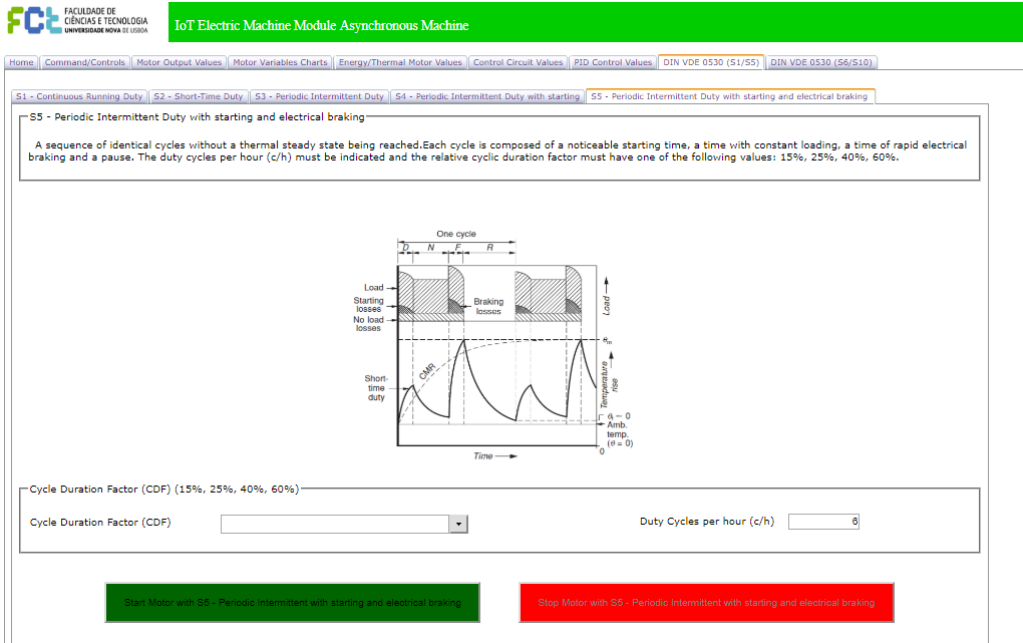 FCt FACULDADE DE
CIÊNCIAS E TECNOLOGIA
UNIVERSIDADE NOVA DE LISBOA
IoT Electric Machine Module Asynchronous Machine
Home Command/Controls Motor Output Values Motor Variables Charts Energy/Thermal Motor Values Control Circuit Values PID Control Values DIN VDE 0530 (S1/S5) DIN VDE 0530 (S6/S10)
S1 - Continuous Running Duty S2 - Short-Time Duty S3 - Periodic Intermittent Duty S4 - Periodic Intermittent Duty with starting S5 - Periodic Intermittent Duty with starting and electrical braking
S5 - Periodic Intermittent Duty with starting and electrical braking
A sequence of identical cycles without a thermal steady state being reached.Each cycle is composed of a noticeable starting time, a time with constant loading, a time of rapid electrical
braking and a pause. The duty cycles per hour (c/h) must be indicated and the relative cyclic duration factor must have one of the following values: 15%, 25%, 40%, 60%.
One cycle
D N F R
Load
Starting
losses
No load
losses
Braking
losses
Load
θm
CMR
Short-
time
duty
Temperature
rise
θi ~ 0
Amb.
temp.
(θ = 0)
0
Time
Cycle Duration Factor (CDF) (15%, 25%, 40%, 60%)
Cycle Duration Factor (CDF)
Duty Cycles per hour (c/h) 6
Start Motor with S5 - Periodic Intermittent with starting and electrical braking
Stop Motor with S5 - Periodic Intermittent with starting and electrical braking